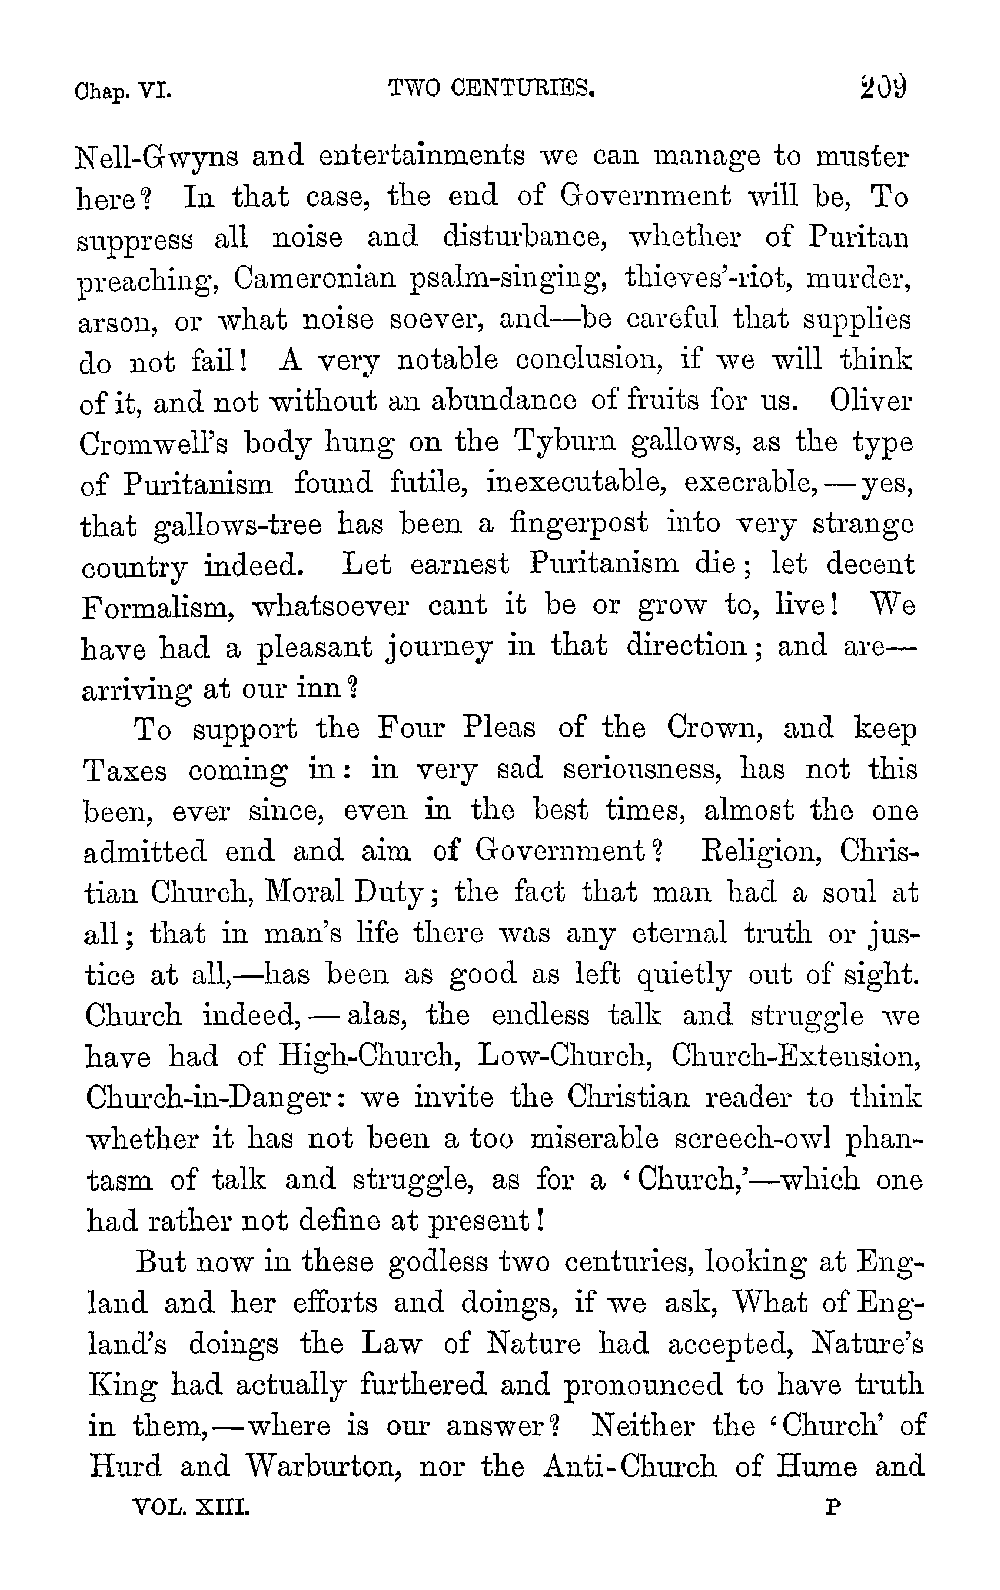 Chap. VI. TWO CENTURIES. 209
Nell-Gwyns and entertainments we can manage to muster
here? In that case, the end of Government will be, To
suppress all noise and disturbance, whether of Puritan
preaching, Cameronian psalm-singing, thieves'-riot, murder,
arson, or what noise soever, and—be careful that supplies
do not fail! A very notable conclusion, if we will think
of it, and not without an abundance of fruits for us. Oliver
Cromwell's body hung on the Tyburn gallows, as the type
of Puritanism found futile, inexecutable, execrable,—yes,
that gallows-tree has been a fingerpost into very strange
country indeed. Let earnest Puritanism die; let decent
Formalism, whatsoever cant it be or grow to, live! We
have had a pleasant journey in that direction; and are—
arriving at our inn?
To support the Four Pleas of the Crown, and keep
Taxes coming in: in very sad seriousness, has not this
been, ever since, even in the best times, almost the one
admitted end and aim of Government? Religion, Chris-
tian Church, Moral Duty; the fact that man had a soul at
all; that in man's life there was any eternal truth or jus-
tice at all,—has been as good as left quietly out of sight.
Church indeed,—alas, the endless talk and struggle we
have had of High-Church, Low-Church, Church-Extension,
Church-in-Danger: we invite the Christian reader to think
whether it has not been a too miserable screech-owl phan-
tasm of talk and struggle, as for a 'Church,'—which one
had rather not define at present!
But now in these godless two centuries, looking at Eng-
land and her efforts and doings, if we ask, What of Eng-
land's doings the Law of Nature had accepted, Nature's
King had actually furthered and pronounced to have truth
in them,—where is our answer? Neither the 'Church' of
Hurd and Warburton, nor the Anti-Church of Hume and
VOL. XIII. P